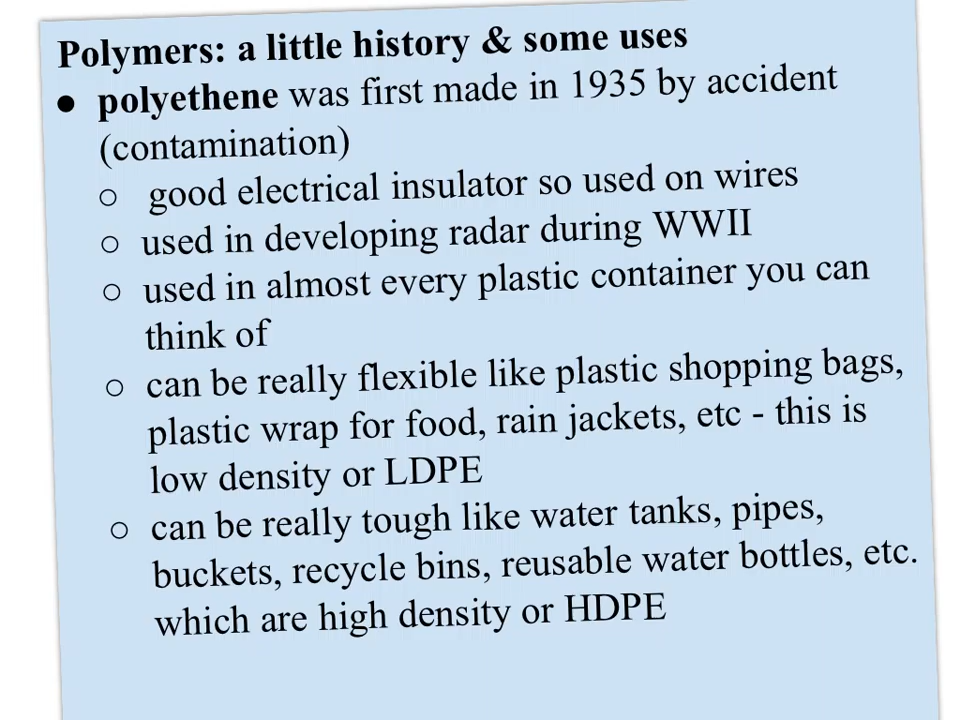 Polymers: a little history & some uses
● polyethene was first made in 1935 by accident
(contamination)
○ good electrical insulator so used on wires
○ used in developing radar during WWII
○ used in almost every plastic container you can
think of
○ can be really flexible like plastic shopping bags,
plastic wrap for food, rain jackets, etc - this is
low density or LDPE
○ can be really tough like water tanks, pipes,
buckets, recycle bins, reusable water bottles, etc.
which are high density or HDPE